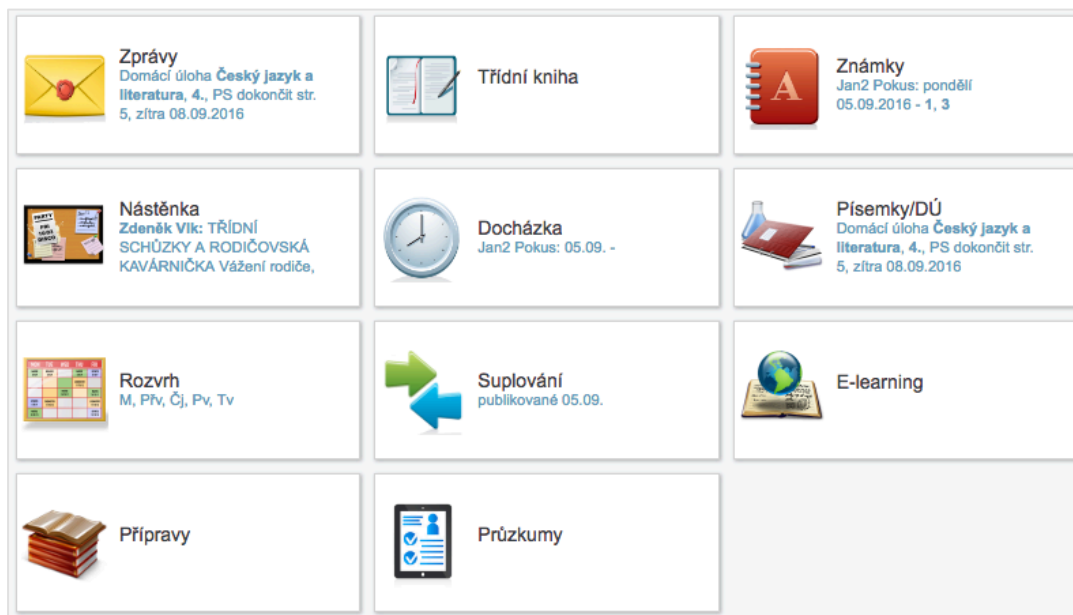 Zprávy
Domácí úloha Český jazyk a
literatura, 4., PS dokončit str.
5, zítra 08.09.2016
Třídní kniha
A
Známky
Jan2 Pokus: pondělí
05.09.2016 - 1, 3
Nástěnka
Zdeněk Vlk: TŘÍDNÍ
SCHŮZKY A RODIČOVSKÁ
KAVÁRNIČKA Vážení rodiče,
Docházka
Jan2 Pokus: 05.09. -
Písemky/DÚ
Domácí úloha Český jazyk a
literatura, 4., PS dokončit str.
5, zítra 08.09.2016
Rozvrh
M, Přv, Čj, Pv, Tv
Suplování
publikované 05.09.
E-learning
Přípravy
Průzkumy